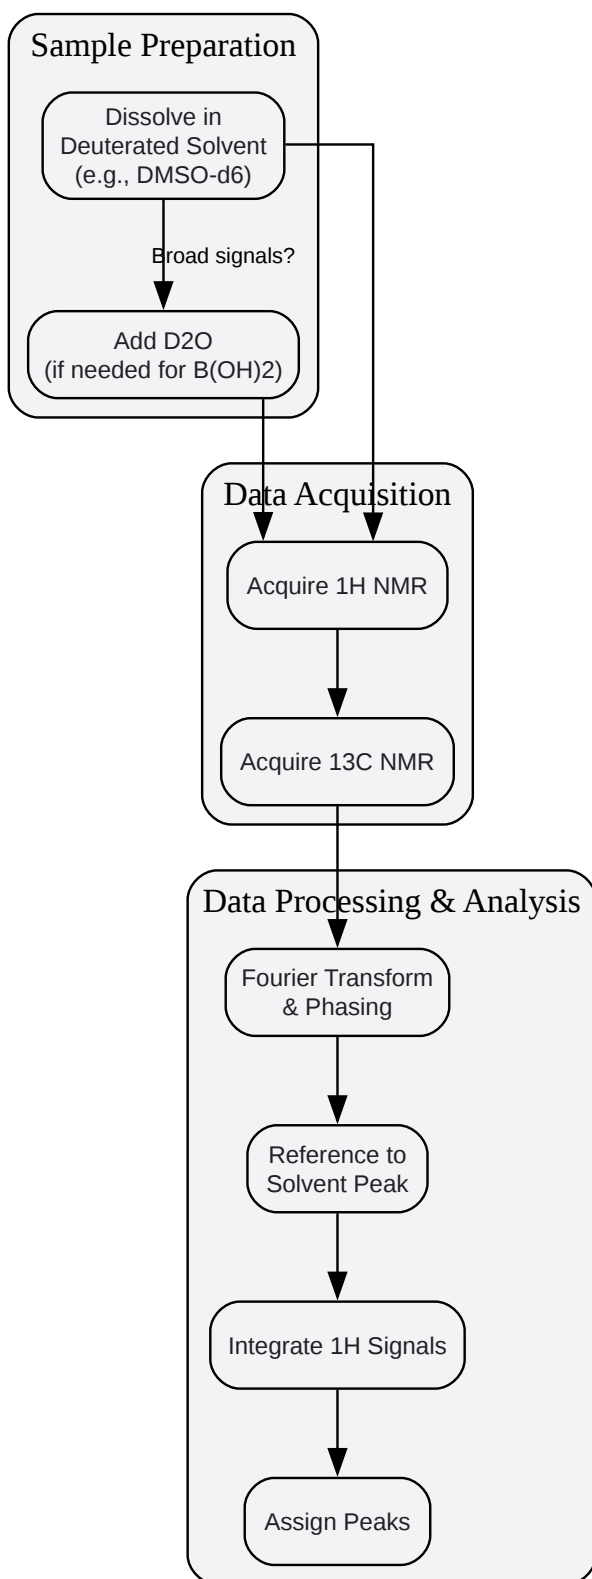 Sample Preparation
Dissolve in
Deuterated Solvent
(e.g., DMSO-d6)
Broad signals?
Add D2O
(if needed for B(OH)2)
Data Acquisition
Acquire 1H NMR
Acquire 13C NMR
Data Processing & Analysis
Fourier Transform
& Phasing
Reference to
Solvent Peak
Integrate 1H Signals
Assign Peaks